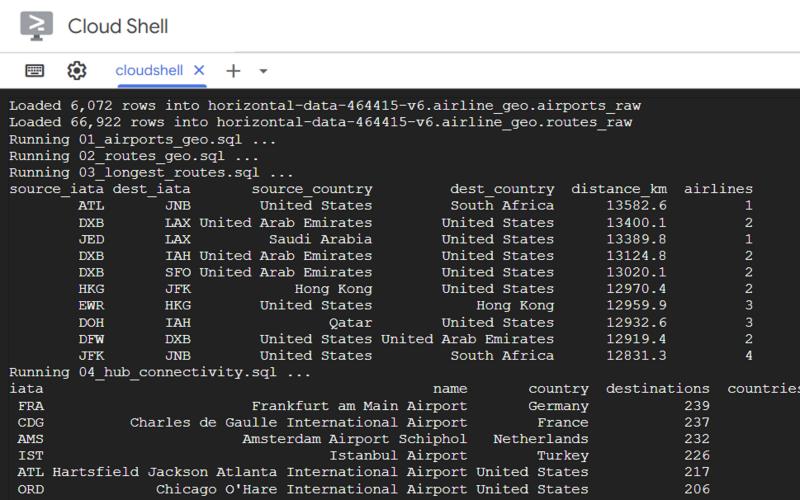 Cloud Shell
cloudshell
Loaded 6,072 rows into horizontal-data-464415-v6.airline_geo.airports_raw
Loaded 66,922 rows into horizontal-data-464415-v6.airline_geo.routes_raw
Running 01_airports_geo.sql ...
Running 02_routes_geo.sql ...
Running 03_longest_routes.sql ...
source_iata dest_iata source_country dest_country distance_km airlines
ATL JNB United States South Africa 13582.6 1
DXB LAX United Arab Emirates United States 13400.1 2
JED LAX Saudi Arabia United States 13389.8 1
DXB IAH United Arab Emirates United States 13124.8 2
DXB SFO United Arab Emirates United States 13020.1 2
HKG JFK Hong Kong United States 12970.4 2
EWR HKG United States Hong Kong 12959.9 3
DOH IAH Qatar United States 12932.6 3
DFW DXB United States United Arab Emirates 12919.4 2
JFK JNB United States South Africa 12831.3 4
Running 04_hub_connectivity.sql ...
iata name country destinations countries
FRA Frankfurt am Main Airport Germany 239
CDG Charles de Gaulle International Airport France 237
AMS Amsterdam Airport Schiphol Netherlands 232
IST Istanbul Airport Turkey 226
ATL Hartsfield Jackson Atlanta International Airport United States 217
ORD Chicago O'Hare International Airport United States 206